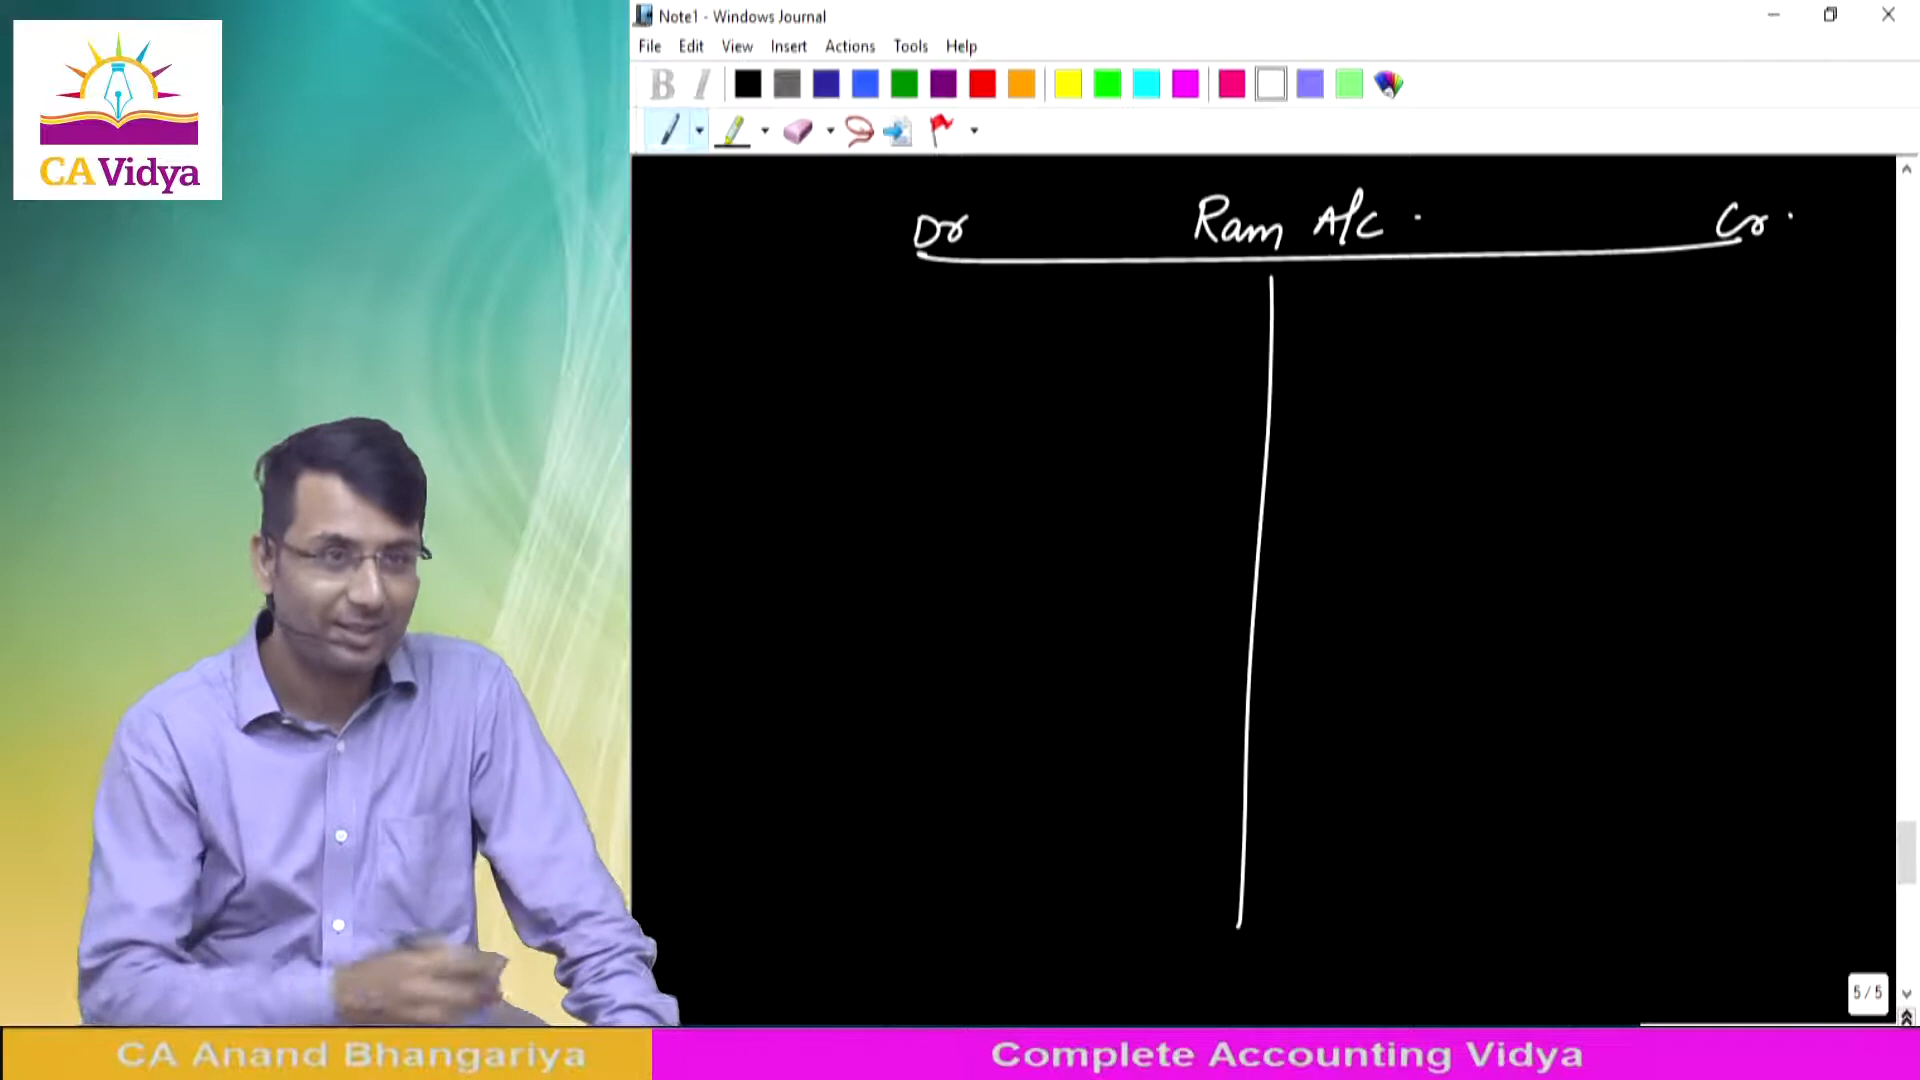 CA Vidya
Note1 - Windows Journal
File Edit View Insert Actions Tools Help
B I
Dr Ram A/C . Cr .
5 / 5
CA Anand Bhangariya
Complete Accounting Vidya